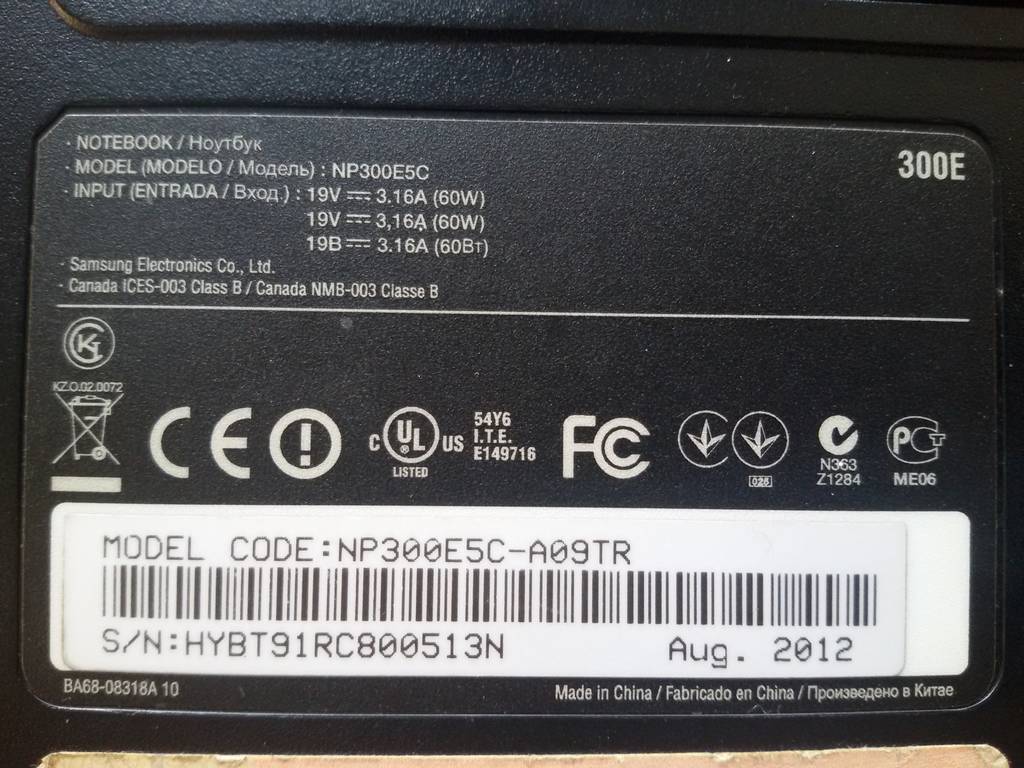 · NOTEBOOK / Ноутбук
300E
· MODEL (MODELO / Модель) : NP300E5C
· INPUT (ENTRADA / Вход.) : 19V ⎓ 3.16A (60W)
19V ⎓ 3,16A (60W)
19В ⎓ 3.16A (60Вт)
· Samsung Electronics Co., Ltd.
· Canada ICES-003 Class B / Canada NMB-003 Classe B
KZ.O.02.0072
CE
C UL US
LISTED
54Y6
I.T.E.
E149716
FC
026
N363
Z1284
PCT
ME06
MODEL CODE:NP300E5C-A09TR
S/N:HYBT91RC800513N Aug. 2012
BA68-08318A 10
Made in China / Fabricado en China / Произведено в Китае